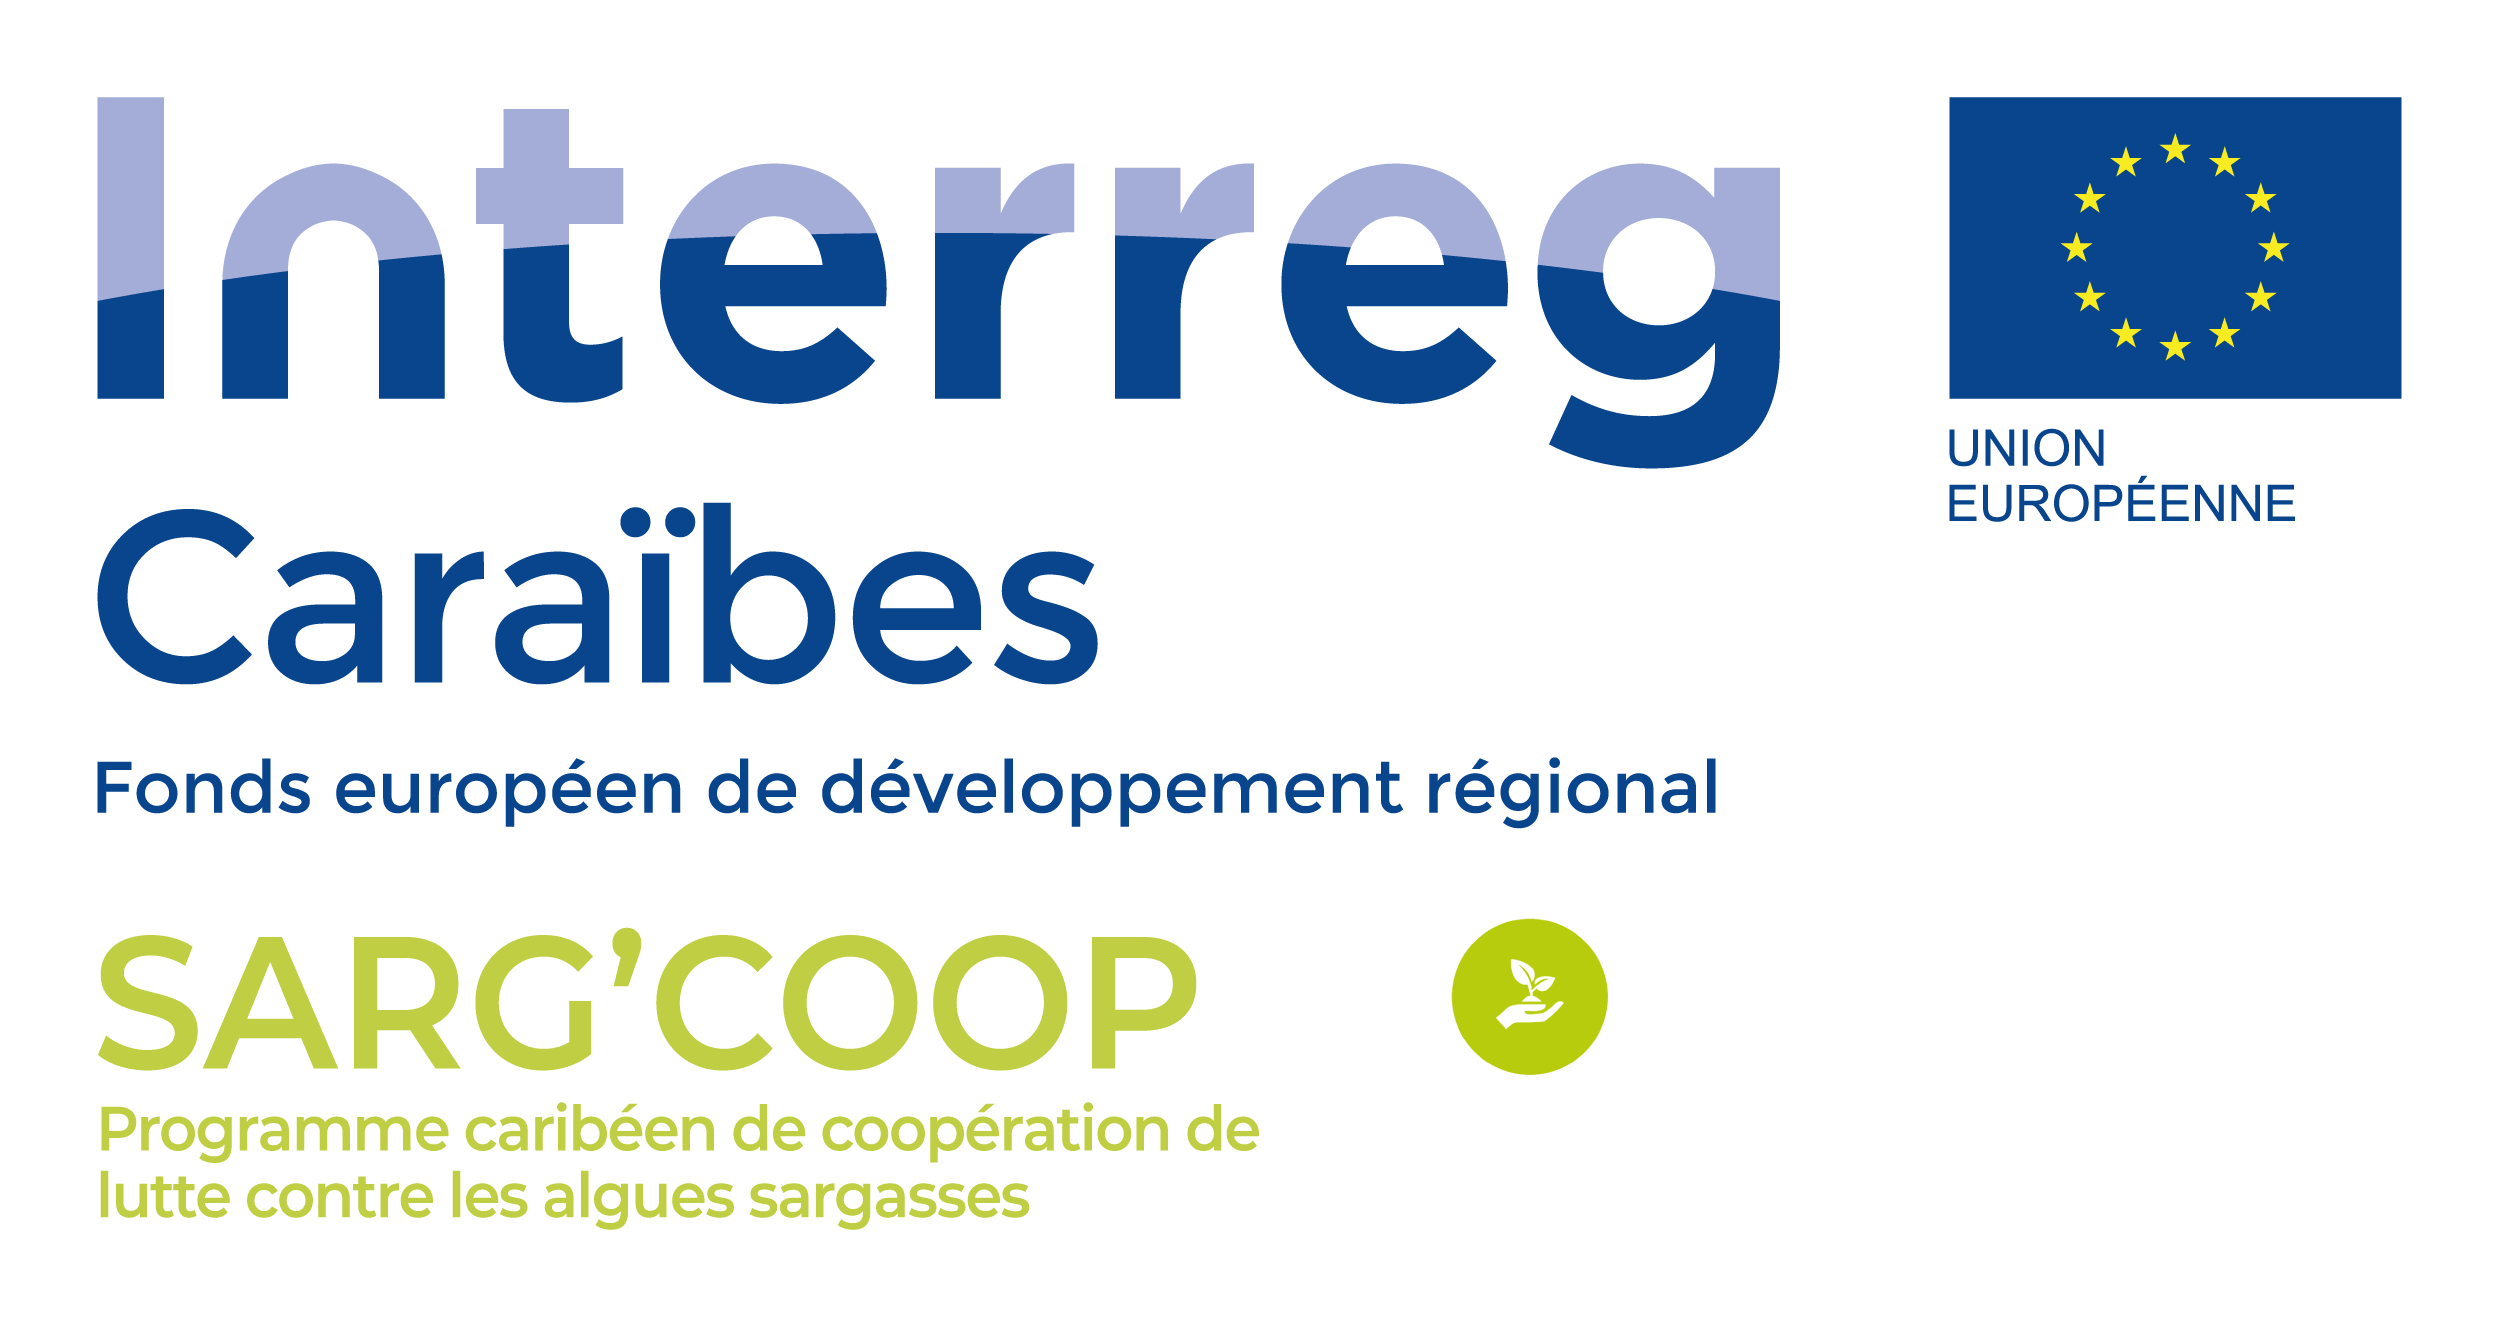 Interreg
UNION
EUROPÉENNE
Caraïbes
Fonds européen de développement régional
SARG’COOP
Programme caribéen de coopération de
lutte contre les algues sargasses